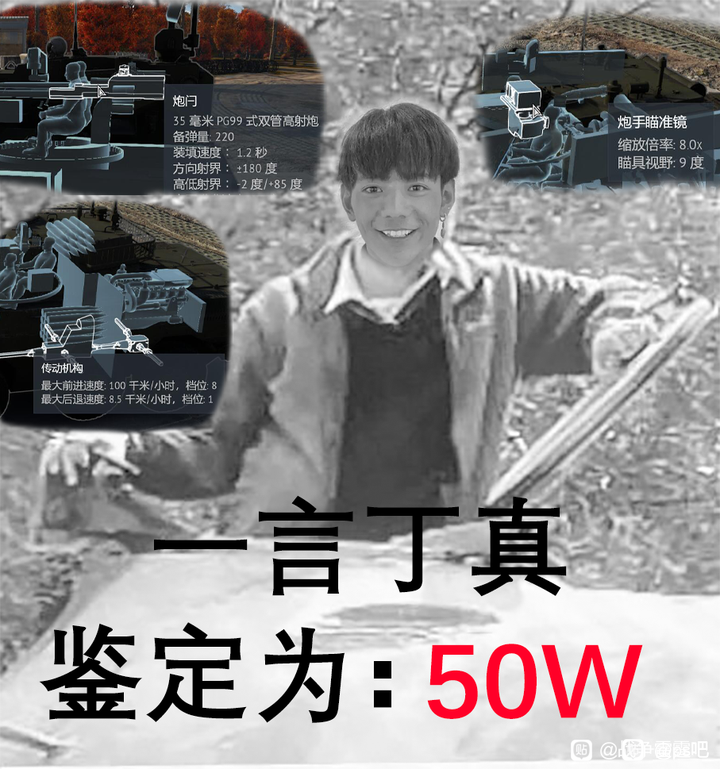 炮闩
35 毫米 PG99 式双管高射炮
备弹量: 220
装填速度： 1.2 秒
方向射界： ±180 度
高低射界： -2 度/+85 度
炮手瞄准镜
缩放倍率: 8.0x
瞄具视野: 9 度
传动机构
最大前进速度: 100 千米/小时，档位: 8
最大后退速度: 8.5 千米/小时，档位: 1
一言丁真
鉴定为：50W